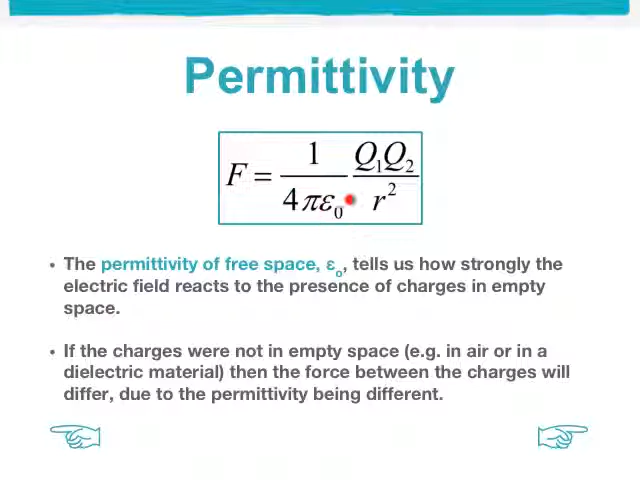 Permittivity
F = 1/4πε₀ Q₁Q₂/r²
• The permittivity of free space, ε₀, tells us how strongly the
electric field reacts to the presence of charges in empty
space.
• If the charges were not in empty space (e.g. in air or in a
dielectric material) then the force between the charges will
differ, due to the permittivity being different.